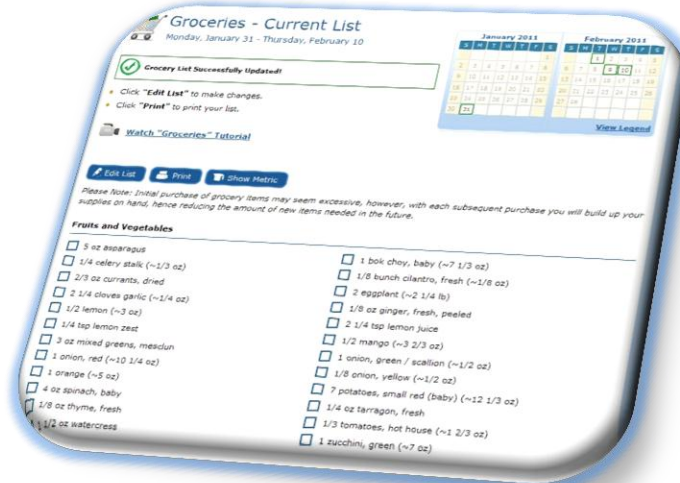 Groceries - Current List
Monday, January 31 - Thursday, February 10
January 2011
February 2011
S M T W T F S
S M T W T F S
View Legend
Grocery List Successfully Updated!
Click "Edit List" to make changes.
Click "Print" to print your list.
Watch "Groceries" Tutorial
Edit List
Print
Show Metric
Please Note: Initial purchase of grocery items may seem excessive, however, with each subsequent purchase you will build up your
supplies on hand, hence reducing the amount of new items needed in the future.
Fruits and Vegetables
5 oz asparagus
1/4 celery stalk (~1/3 oz)
2/3 oz currants, dried
2 1/4 cloves garlic (~1/4 oz)
1/2 lemon (~3 oz)
1/4 tsp lemon zest
3 oz mixed greens, mesclun
1 onion, red (~10 1/4 oz)
1 orange (~5 oz)
4 oz spinach, baby
1/8 oz thyme, fresh
1/2 oz watercress
1 bok choy, baby (~7 1/3 oz)
1/8 bunch cilantro, fresh (~1/8 oz)
2 eggplant (~2 1/4 lb)
1/8 oz ginger, fresh, peeled
2 1/4 tsp lemon juice
1/2 mango (~3 2/3 oz)
1 onion, green / scallion (~1/2 oz)
1/8 onion, yellow (~1/2 oz)
7 potatoes, small red (baby) (~12 1/3 oz)
1/4 oz tarragon, fresh
1/3 tomatoes, hot house (~1 2/3 oz)
1 zucchini, green (~7 oz)